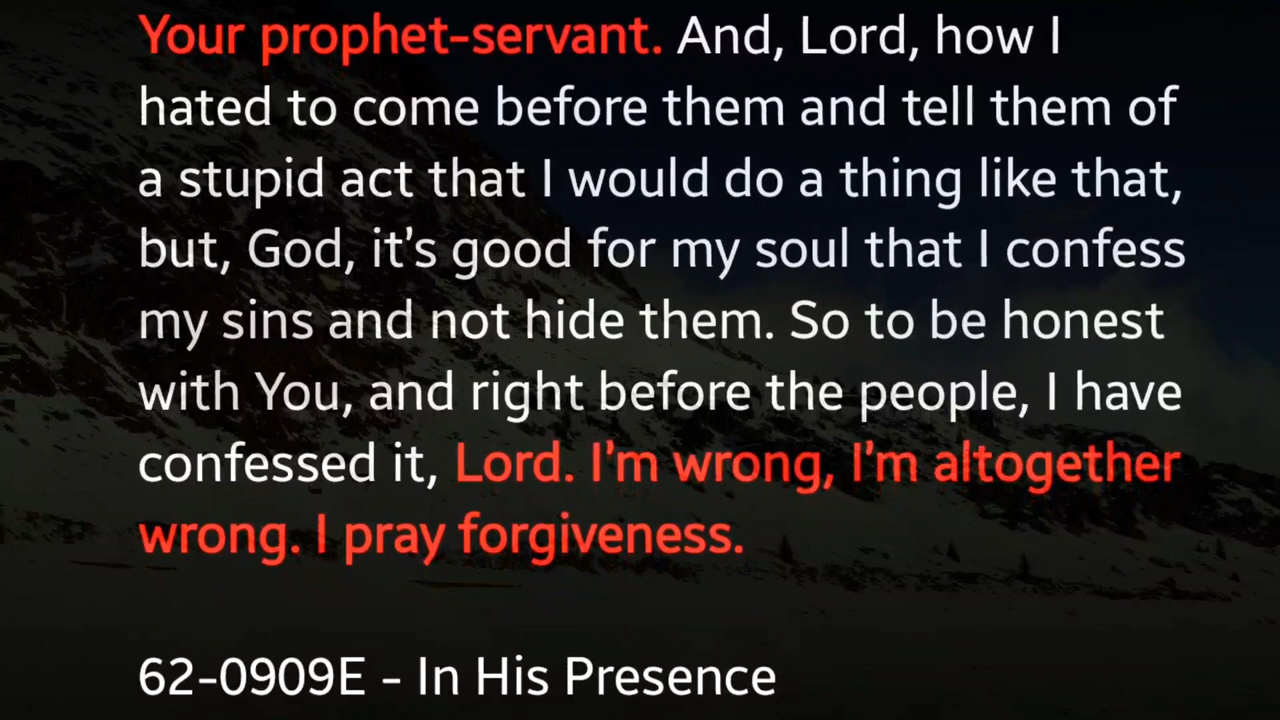 Your prophet-servant. And, Lord, how I
hated to come before them and tell them of
a stupid act that I would do a thing like that,
but, God, it's good for my soul that I confess
my sins and not hide them. So to be honest
with You, and right before the people, I have
confessed it, Lord. I'm wrong, I'm altogether
wrong. I pray forgiveness.
62-0909E - In His Presence